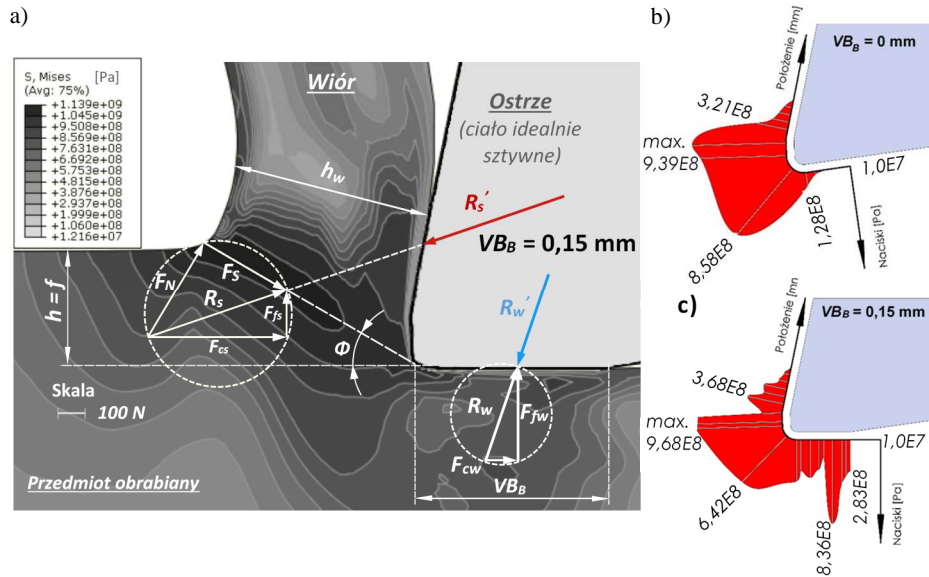 a)
S, Mises [Pa]
(Avg: 75%)
+1.139e+09
+1.045e+09
+9.508e+08
+8.569e+08
+7.631e+08
+6.692e+08
+5.753e+08
+4.815e+08
+3.876e+08
+2.937e+08
+1.999e+08
+1.060e+08
+1.216e+07
Wiór
Ostrze
(ciało idealnie
sztywne)
h_w
R_s'
VB_B = 0,15 mm
F_N
F_S
R_s
F_fs
F_cs
h = f
Φ
R_w'
Skala
100 N
R_w
F_fw
F_cw
VB_B
Przedmiot obrabiany
b)
VB_B = 0 mm
Położenie [mm]
3,21E8
max.
9,39E8
8,58E8
1,28E8
1,0E7
Naciski [Pa]
c)
VB_B = 0,15 mm
Położenie [mn
3,68E8
max.
9,68E8
6,42E8
8,36E8
2,83E8
1,0E7
Naciski [Pa]